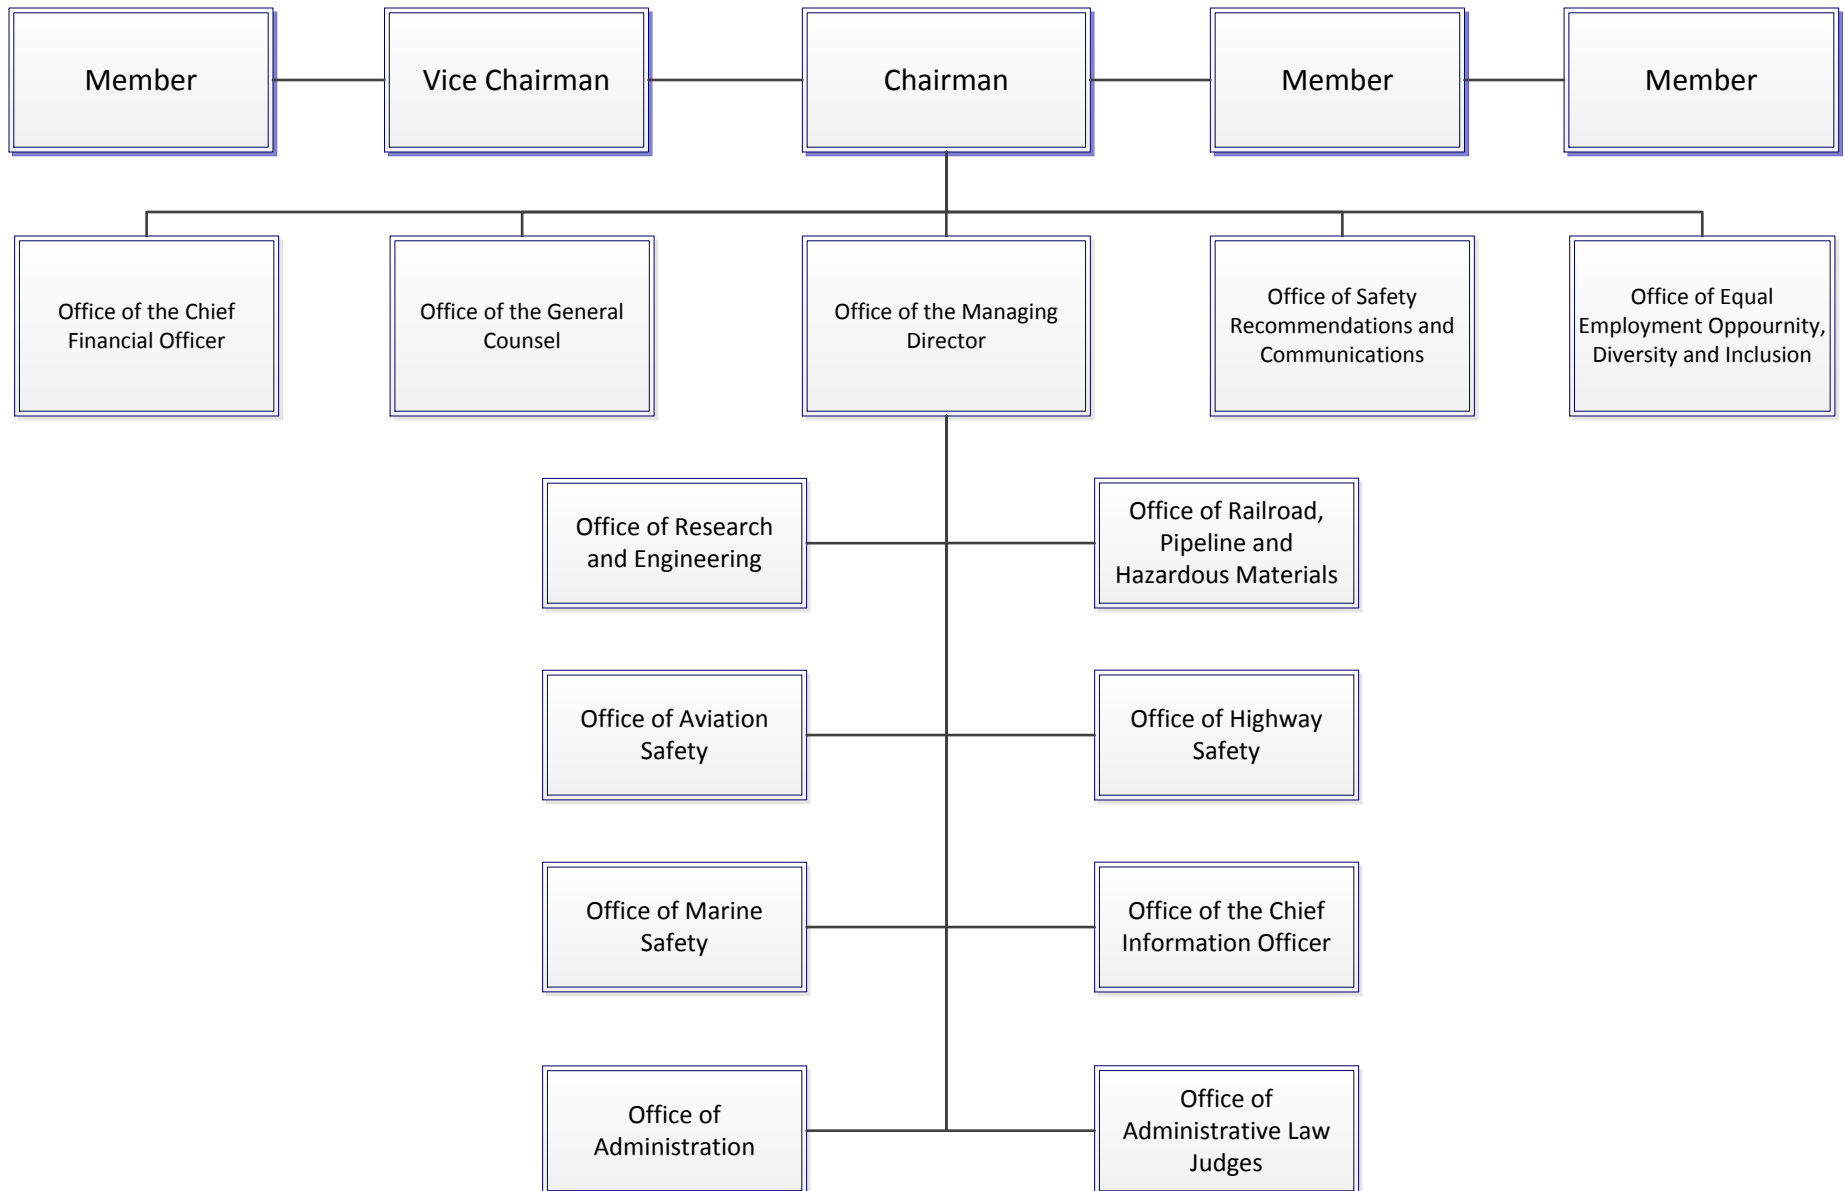 Member
Vice Chairman
Chairman
Member
Member
Office of the Chief
Financial Officer
Office of the General
Counsel
Office of the Managing
Director
Office of Safety
Recommendations and
Communications
Office of Equal
Employment Oppournity,
Diversity and Inclusion
Office of Research
and Engineering
Office of Railroad,
Pipeline and
Hazardous Materials
Office of Aviation
Safety
Office of Highway
Safety
Office of Marine
Safety
Office of the Chief
Information Officer
Office of
Administration
Office of
Administrative Law
Judges